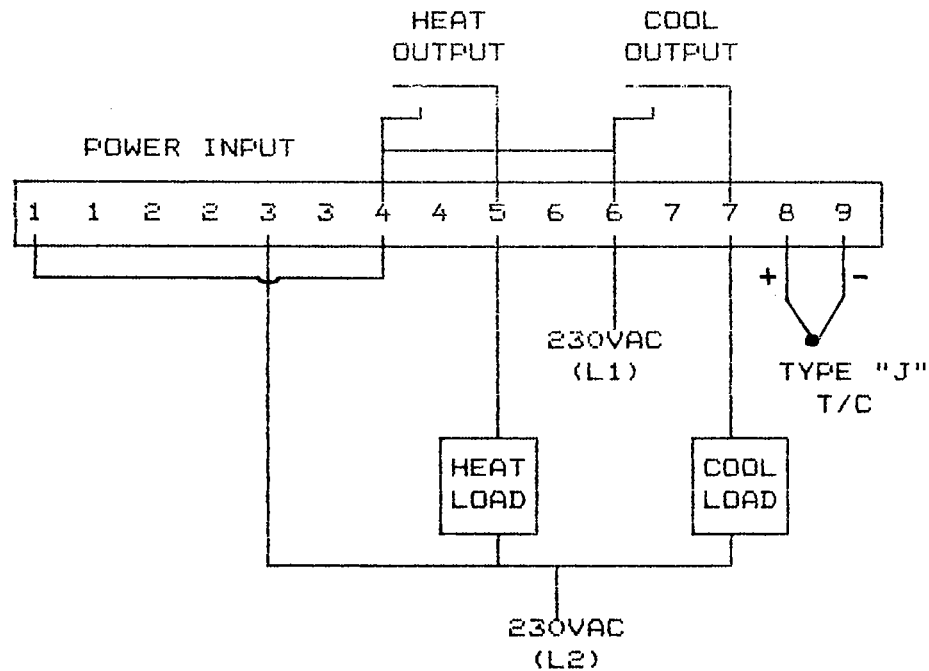 HEAT
OUTPUT
COOL
OUTPUT
POWER INPUT
1 1 2 2 3 3 4 4 5 6 6 7 7 8 9
+ -
230VAC
(L1)
TYPE "J"
T/C
HEAT
LOAD
COOL
LOAD
230VAC
(L2)